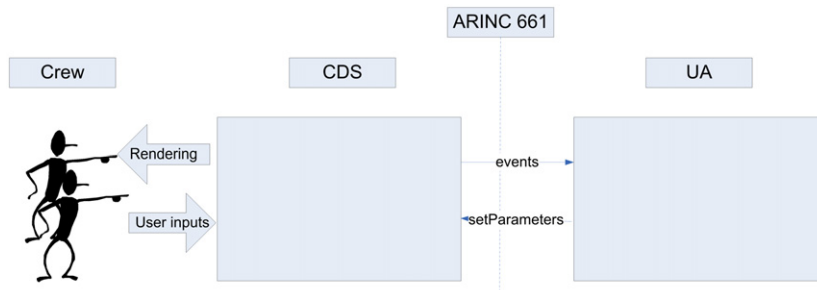 ARINC 661
Crew
CDS
UA
Rendering
events
User inputs
setParameters